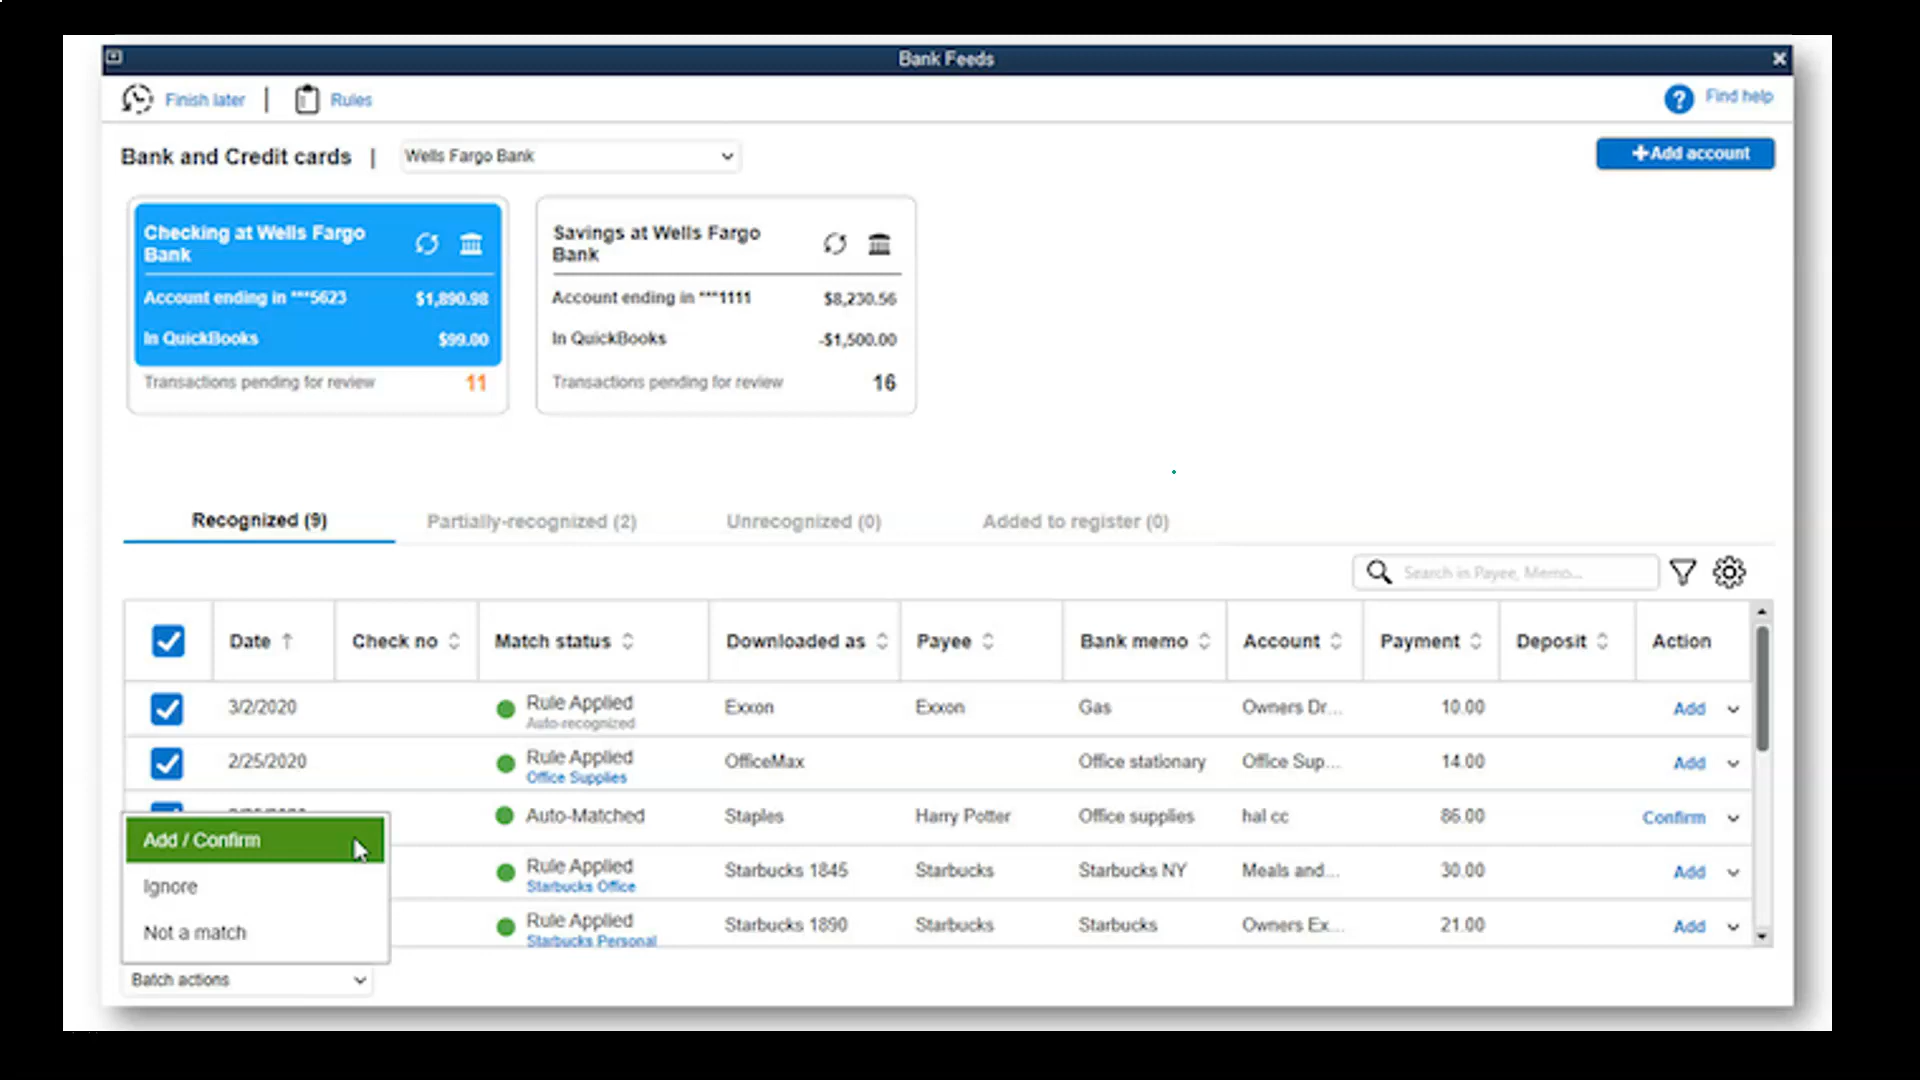 Bank Feeds
Finish later | Rules
Find help
Bank and Credit cards |
Wells Fargo Bank
+Add account
Checking at Wells Fargo
Bank
Account ending in ***5623 $1,890.98
In QuickBooks $99.00
Transactions pending for review 11
Savings at Wells Fargo
Bank
Account ending in ***1111 $8,230.56
In QuickBooks -$1,500.00
Transactions pending for review 16
Recognized (9) Partially-recognized (2) Unrecognized (0) Added to register (0)
Search in Payee, Memo...
Date Check no Match status Downloaded as Payee Bank memo Account Payment Deposit Action
3/2/2020 Rule Applied Exxon Exxon Gas Owners Dr... 10.00 Add
Auto-recognized
2/25/2020 Rule Applied OfficeMax Office stationary Office Sup... 14.00 Add
Office Supplies
Auto-Matched Staples Harry Potter Office supplies hal cc 86.00 Confirm
Rule Applied Starbucks 1845 Starbucks Starbucks NY Meals and... 30.00 Add
Starbucks Office
Rule Applied Starbucks 1890 Starbucks Starbucks Owners Ex... 21.00 Add
Starbucks Personal
Add / Confirm
Ignore
Not a match
Batch actions